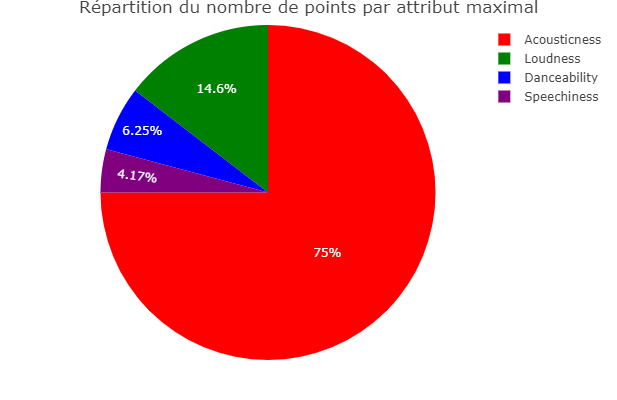 Répartition du nombre de points par attribut maximal
Acousticness
Loudness
Danceability
Speechiness
14.6%
6.25%
4.17%
75%